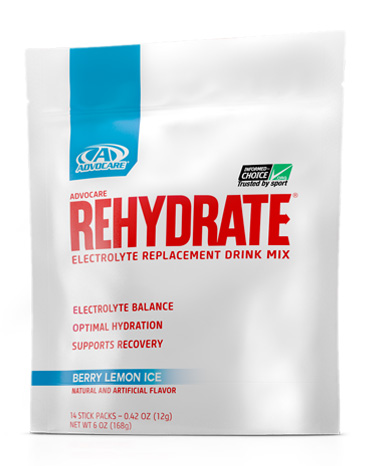 ADVOCARE®
INFORMED
CHOICE
Trusted by sport
ADVOCARE
REHYDRATE®
ELECTROLYTE REPLACEMENT DRINK MIX
ELECTROLYTE BALANCE
OPTIMAL HYDRATION
SUPPORTS RECOVERY
BERRY LEMON ICE
NATURAL AND ARTIFICIAL FLAVOR
14 STICK PACKS – 0.42 OZ (12g)
NET WT 6 OZ (168g)